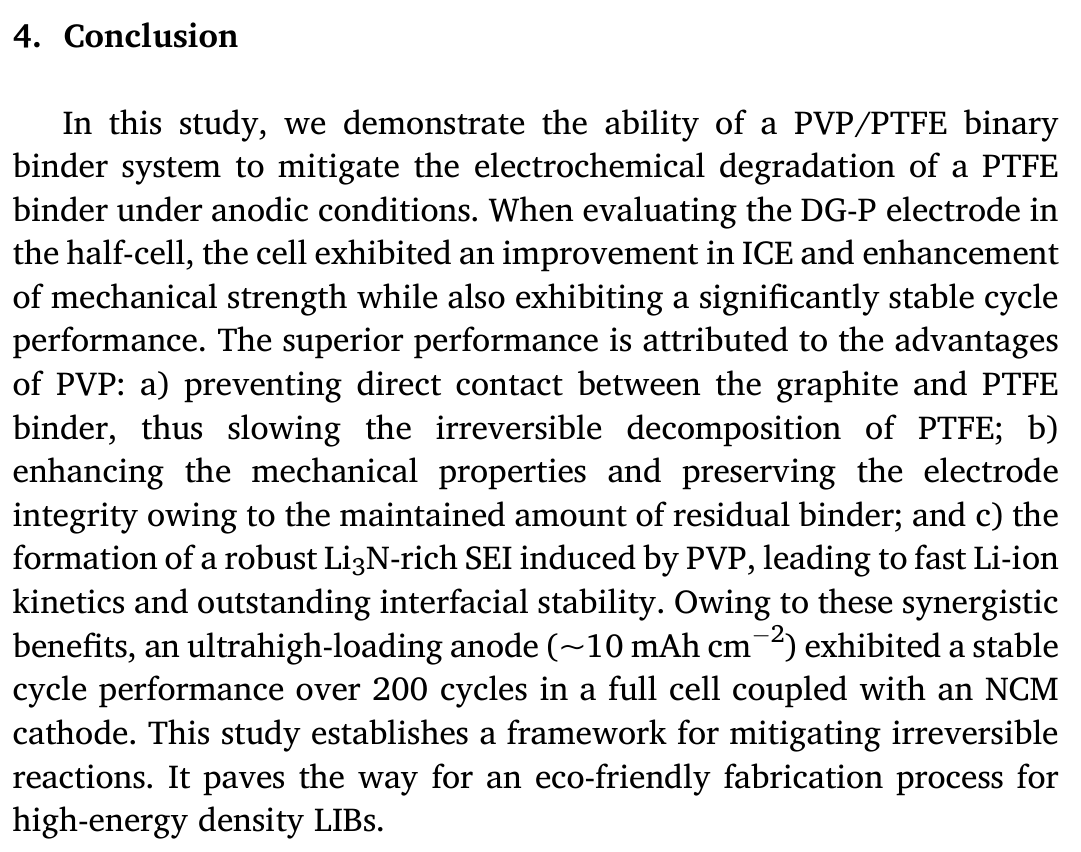 4. Conclusion
In this study, we demonstrate the ability of a PVP/PTFE binary
binder system to mitigate the electrochemical degradation of a PTFE
binder under anodic conditions. When evaluating the DG-P electrode in
the half-cell, the cell exhibited an improvement in ICE and enhancement
of mechanical strength while also exhibiting a significantly stable cycle
performance. The superior performance is attributed to the advantages
of PVP: a) preventing direct contact between the graphite and PTFE
binder, thus slowing the irreversible decomposition of PTFE; b)
enhancing the mechanical properties and preserving the electrode
integrity owing to the maintained amount of residual binder; and c) the
formation of a robust Li₃N-rich SEI induced by PVP, leading to fast Li-ion
kinetics and outstanding interfacial stability. Owing to these synergistic
benefits, an ultrahigh-loading anode (~10 mAh cm⁻²) exhibited a stable
cycle performance over 200 cycles in a full cell coupled with an NCM
cathode. This study establishes a framework for mitigating irreversible
reactions. It paves the way for an eco-friendly fabrication process for
high-energy density LIBs.